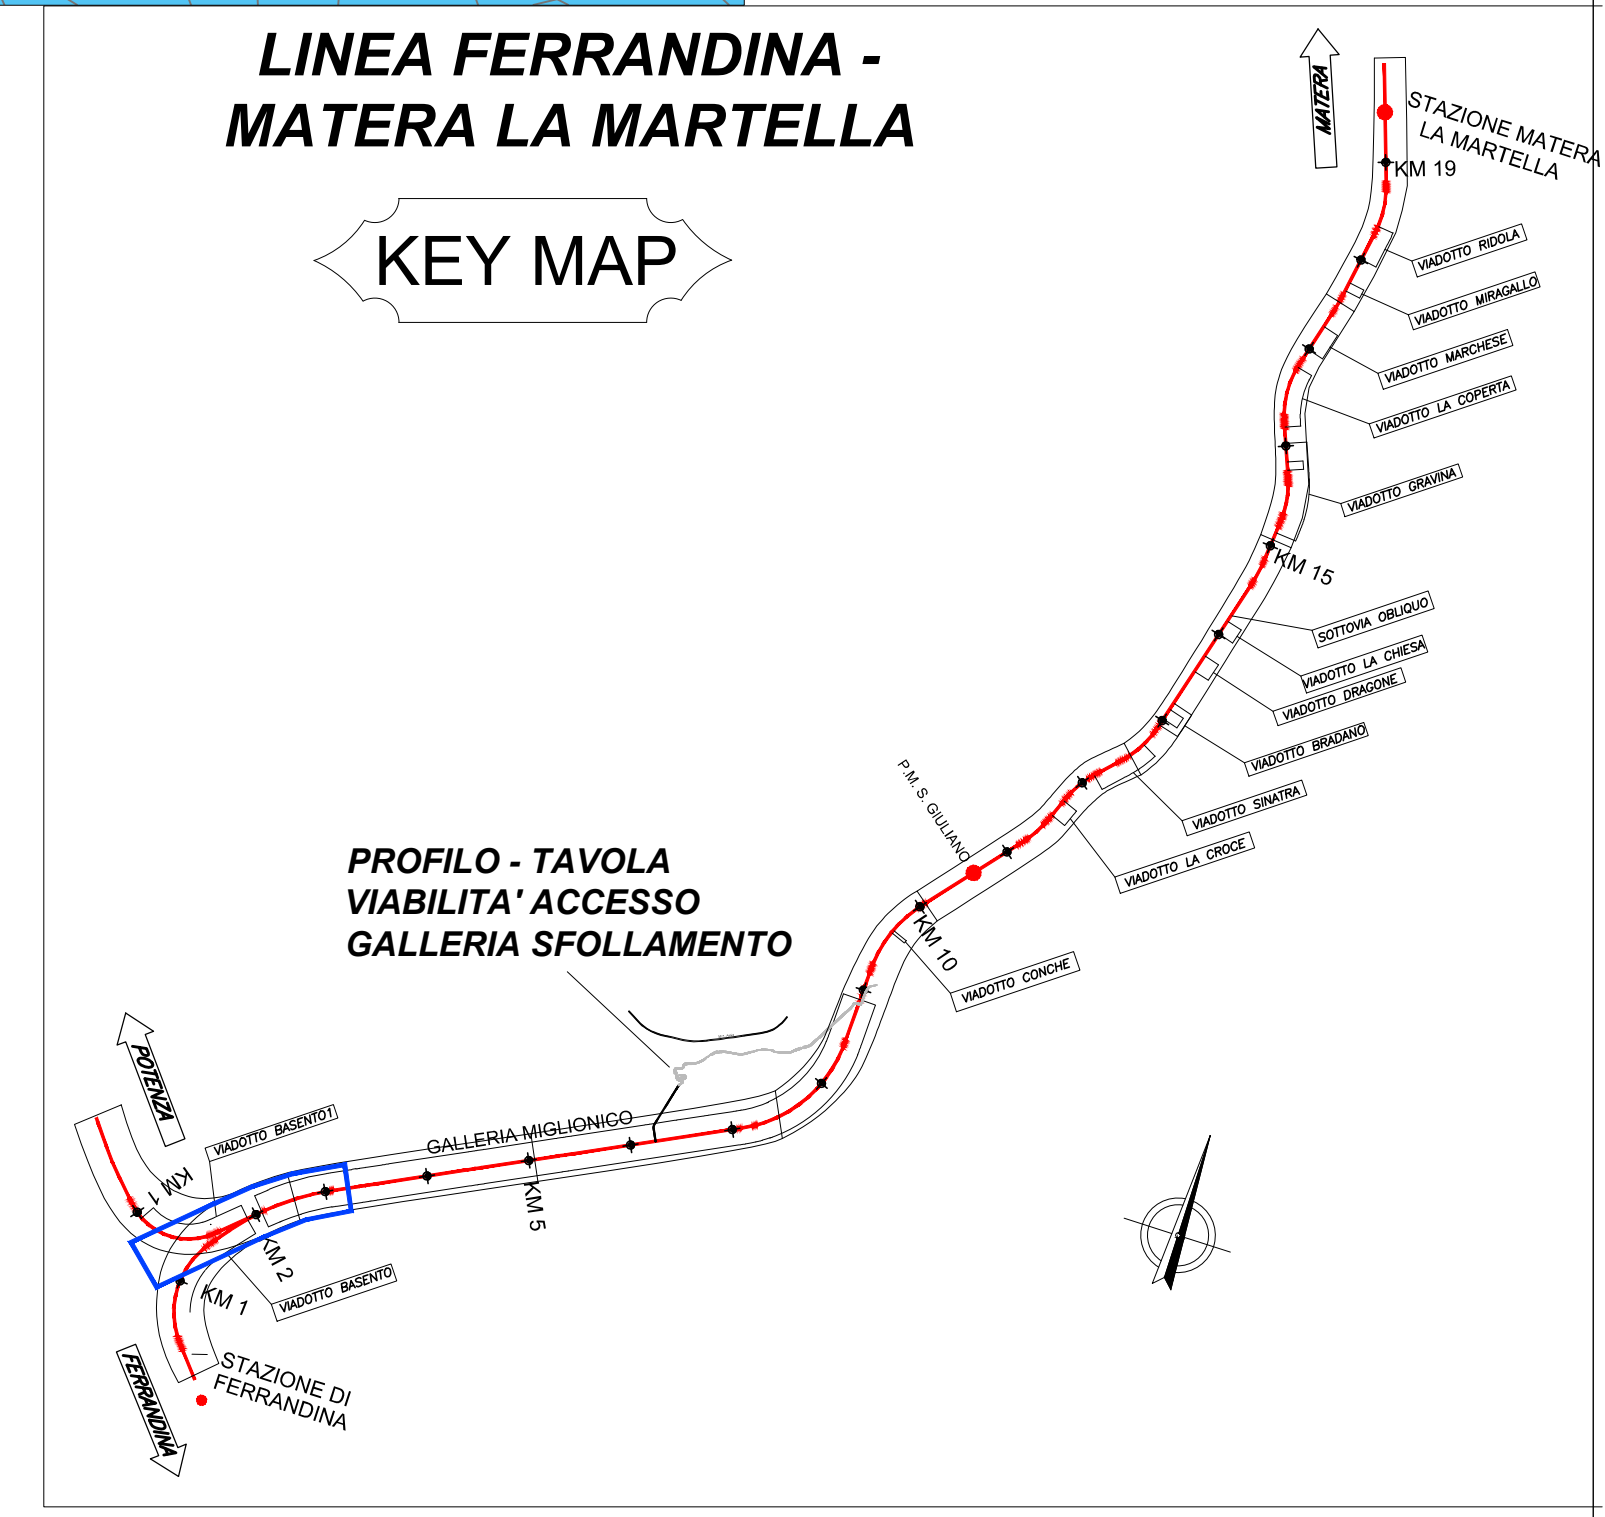 LINEA FERRANDINA -
MATERA LA MARTELLA
KEY MAP
MATERA
STAZIONE MATERA
LA MARTELLA
KM 19
VIADOTTO RIDOLA
VIADOTTO MIRAGALLO
VIADOTTO MARCHESE
VIADOTTO LA COPERTA
VIADOTTO GRAVINA
KM 15
SOTTOVIA OBLIQUO
VIADOTTO LA CHIESA
VIADOTTO DRAGONE
VIADOTTO BRADANO
VIADOTTO SINATRA
P.M. S. GIULIANO
VIADOTTO LA CROCE
PROFILO - TAVOLA
VIABILITA' ACCESSO
GALLERIA SFOLLAMENTO
KM 10
VIADOTTO CONCHE
POTENZA
VIADOTTO BASENTO1
GALLERIA MIGLIONICO
KM 1
KM 5
KM 2
VIADOTTO BASENTO
KM 1
STAZIONE DI
FERRANDINA
FERRANDINA